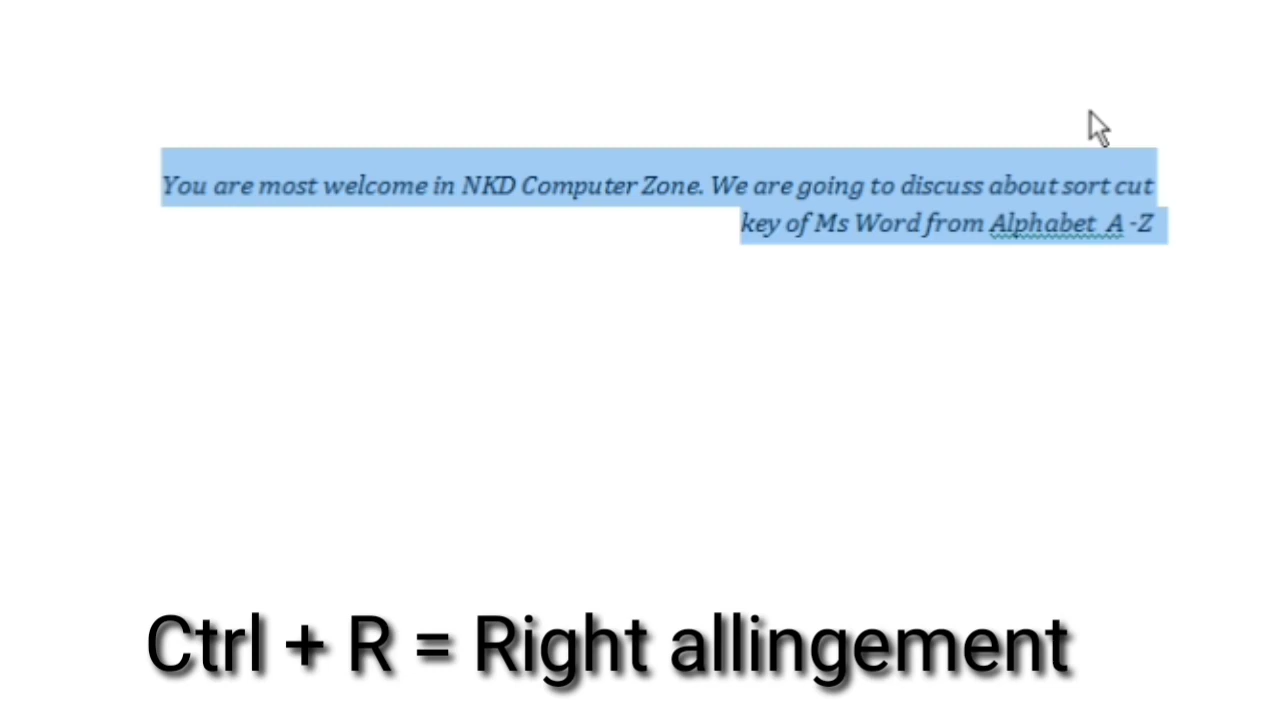 You are most welcome in NKD Computer Zone. We are going to discuss about sort cut
key of Ms Word from Alphabet  A -Z
Ctrl + R = Right allingement